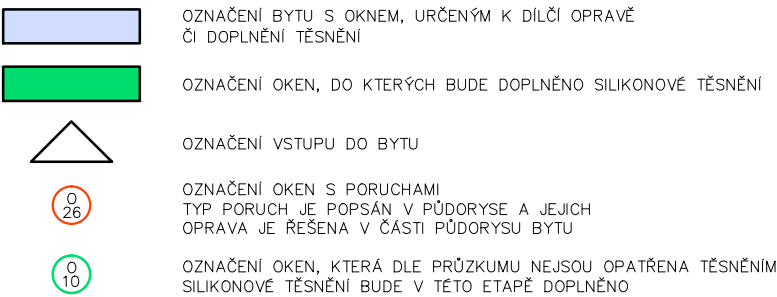 OZNAČENÍ BYTU S OKNEM, URČENÝM K DÍLČÍ OPRAVĚ
ČI DOPLNĚNÍ TĚSNĚNÍ
OZNAČENÍ OKEN, DO KTERÝCH BUDE DOPLNĚNO SILIKONOVÉ TĚSNĚNÍ
OZNAČENÍ VSTUPU DO BYTU
O
26
OZNAČENÍ OKEN S PORUCHAMI
TYP PORUCH JE POPSÁN V PŮDORYSE A JEJICH
OPRAVA JE ŘEŠENA V ČÁSTI PŮDORYSU BYTU
O
10
OZNAČENÍ OKEN, KTERÁ DLE PRŮZKUMU NEJSOU OPATŘENA TĚSNĚNÍM
SILIKONOVÉ TĚSNĚNÍ BUDE V TÉTO ETAPĚ DOPLNĚNO